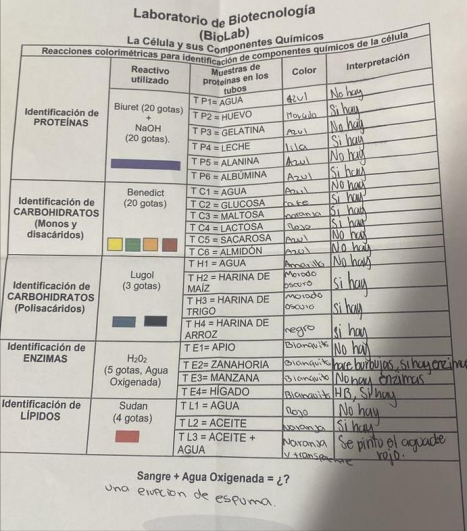 Laboratorio de Biotecnología
(BioLab)
La Célula y sus Componentes Químicos
Reacciones colorimétricas para identificación de componentes químicos de la célula
Reactivo utilizado Muestras de proteínas en los tubos Color Interpretación
Identificación de PROTEÍNAS
Biuret (20 gotas) + NaOH (20 gotas).
T P1= AGUA Azul No hay
T P2= HUEVO Morado Si hay
T P3= GELATINA Azul No hay
T P4= LECHE lila Si hay
T P5= ALANINA Azul No hay
T P6= ALBÚMINA Azul Si hay
Identificación de CARBOHIDRATOS (Monos y disacáridos)
Benedict (20 gotas)
T C1= AGUA Azul No hay
T C2= GLUCOSA cafe Si hay
T C3= MALTOSA naranja Si hay
T C4= LACTOSA Rojo Si hay
T C5= SACAROSA Azul No hay
T C6= ALMIDÓN Azul No hay
Identificación de CARBOHIDRATOS (Polisacáridos)
Lugol (3 gotas)
T H1= AGUA Amarillo No hay
T H2= HARINA DE MAÍZ Morado oscuro Si hay
T H3= HARINA DE TRIGO Morado oscuro Si hay
T H4= HARINA DE ARROZ negro Si hay
Identificación de ENZIMAS
H₂0₂ (5 gotas, Agua Oxigenada)
T E1= APIO Blanquito No hay
T E2= ZANAHORIA Blanquito hace burbujas, si hay enzimas
T E3= MANZANA Blanquito No hay enzimas
T E4= HÍGADO Blanquito HB, Si hay
Identificación de LÍPIDOS
Sudan (4 gotas)
T L1 = AGUA Rojo No hay
T L2 = ACEITE Naranja Si hay
T L3 = ACEITE + AGUA Naranja y transparente Se pinto el agua de rojo.
Sangre + Agua Oxigenada = ¿?
una erupcion de espuma.